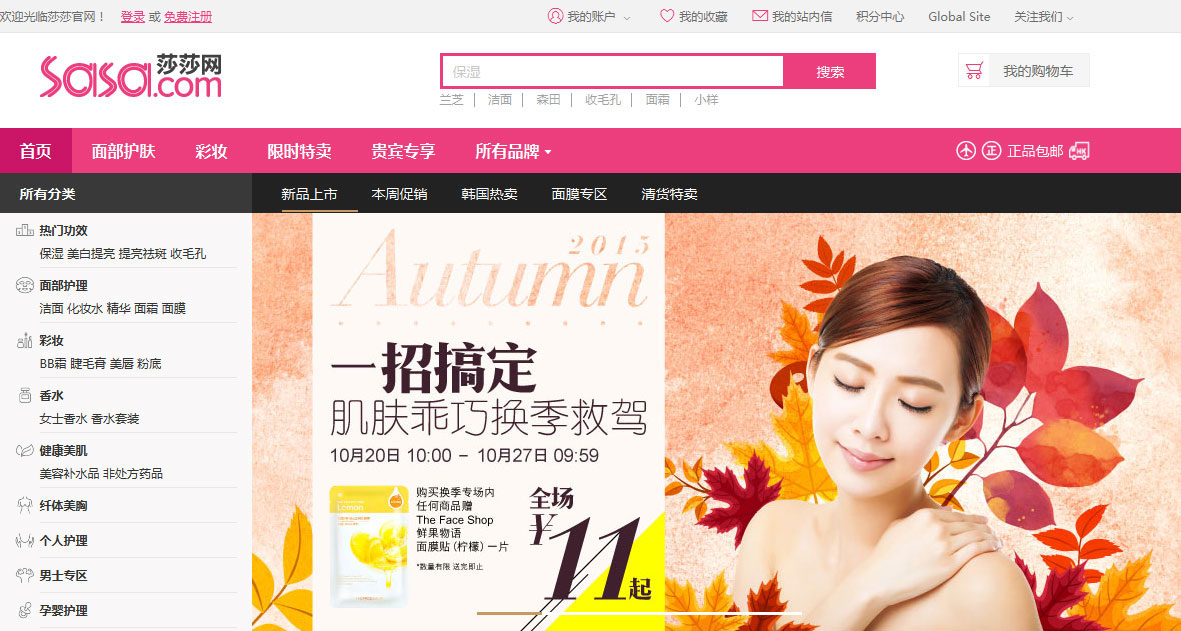 欢迎光临莎莎官网！ 登录 或 免费注册 我的账户 我的收藏 我的站内信 积分中心 Global Site 关注我们
sasa.com 莎莎网
保湿 搜索 我的购物车
兰芝 洁面 森田 收毛孔 面霜 小样
首页 面部护肤 彩妆 限时特卖 贵宾专享 所有品牌 正 正品包邮 HK
所有分类 新品上市 本周促销 韩国热卖 面膜专区 清货特卖
热门功效
保湿 美白提亮 提亮祛斑 收毛孔
面部护理
洁面 化妆水 精华 面霜 面膜
彩妆
BB霜 睫毛膏 美唇 粉底
香水
女士香水 香水套装
健康美肌
美容补水品 非处方药品
纤体美胸
个人护理
男士专区
孕婴护理
2015
Autumn
一招搞定
肌肤乖巧换季救驾
10月20日 10:00 - 10月27日 09:59
购买换季专场内
任何商品赠
The Face Shop
鲜果物语
面膜贴（柠檬）一片
*数量有限 送完即止
Lemon
全场
¥11起